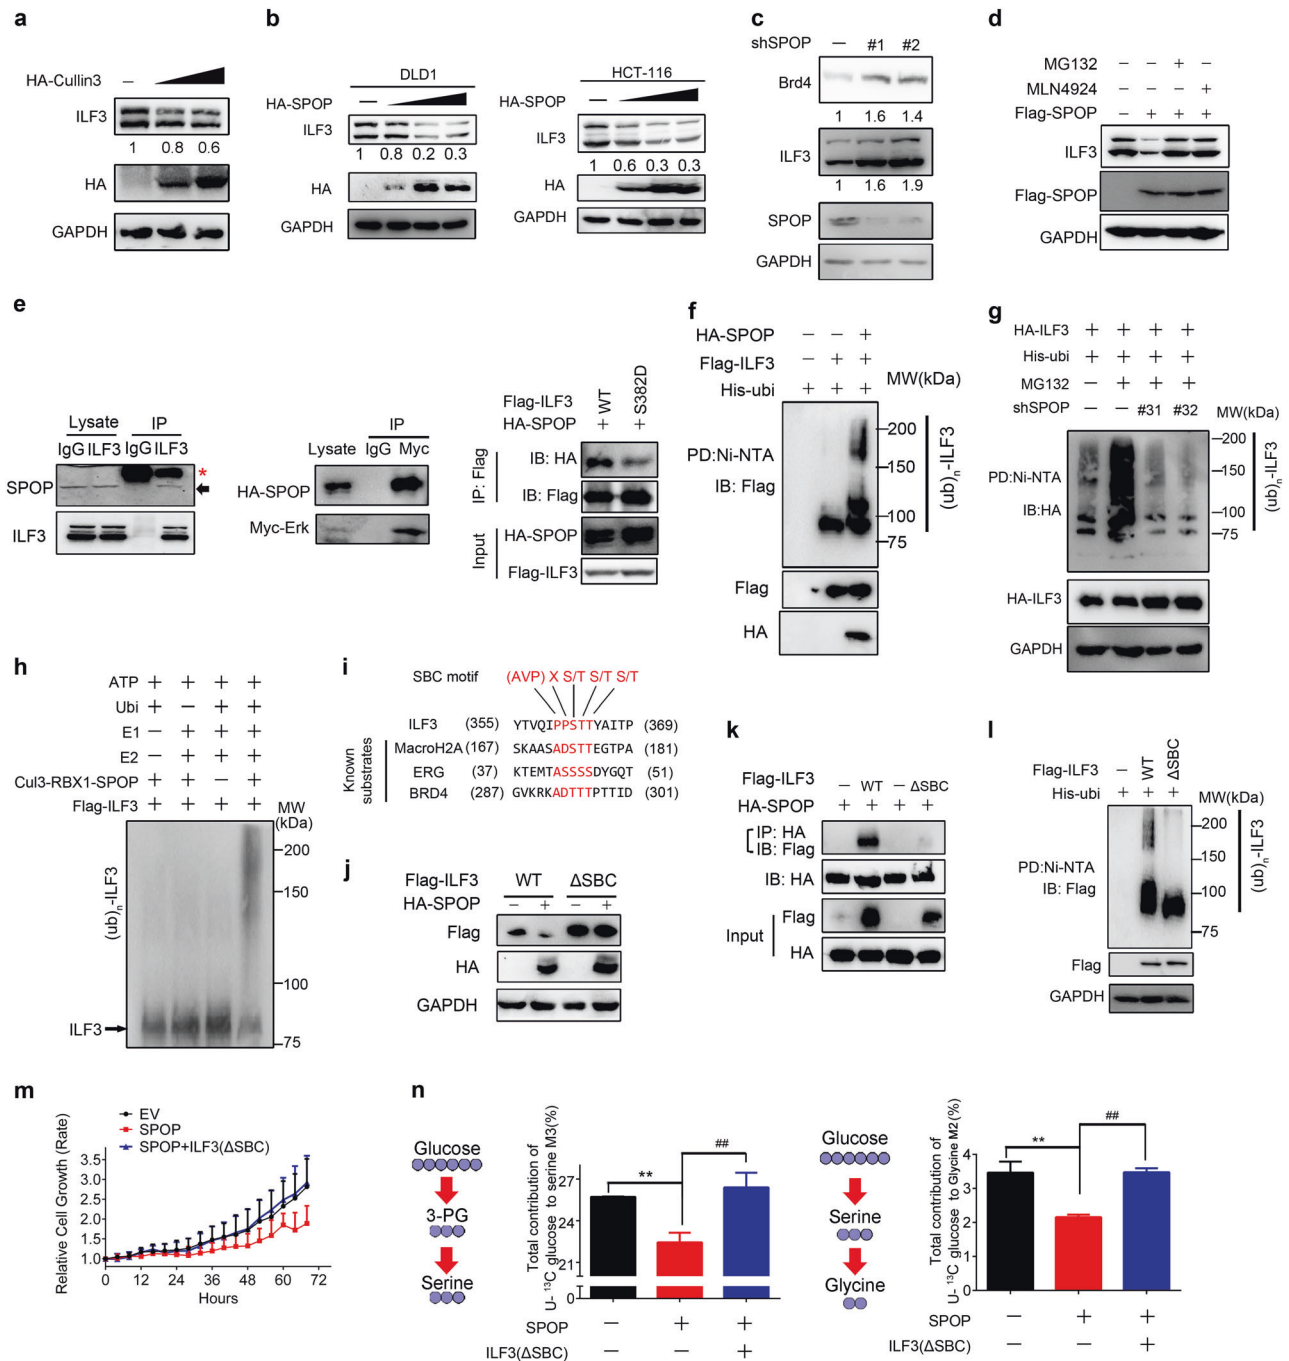 a
HA-Cullin3 –
ILF3
1 0.8 0.6
HA
GAPDH
b
DLD1
HA-SPOP —
ILF3
1 0.8 0.2 0.3
HA
GAPDH
HCT-116
HA-SPOP —
ILF3
1 0.6 0.3 0.3
HA
GAPDH
c
shSPOP – #1 #2
Brd4
1 1.6 1.4
ILF3
1 1.6 1.9
SPOP
GAPDH
d
MG132 – – + –
MLN4924 – – – +
Flag-SPOP – + + +
ILF3
Flag-SPOP
GAPDH
e
Lysate IP
IgG ILF3 IgG ILF3
SPOP *
ILF3
IP
Lysate IgG Myc
HA-SPOP
Myc-Erk
Flag-ILF3 WT S382D
HA-SPOP + +
IP: Flag
IB: HA
IB: Flag
Input
HA-SPOP
Flag-ILF3
f
HA-SPOP – – +
Flag-ILF3 – + +
His-ubi + + +
MW(kDa)
PD:Ni-NTA
IB: Flag
200
150
100
75
(ub)n-ILF3
Flag
HA
g
HA-ILF3 + + + +
His-ubi + + + +
MG132 – + + +
shSPOP – – #31 #32
MW(kDa)
PD:Ni-NTA
IB:HA
200
150
100
75
(ub)n-ILF3
HA-ILF3
GAPDH
h
ATP + + + +
Ubi + – + +
E1 – + + +
E2 – + + +
Cul3-RBX1-SPOP + + – +
Flag-ILF3 + + + +
MW
(kDa)
200
150
100
75
(ub)n-ILF3
ILF3
i
SBC motif (AVP) X S/T S/T S/T
ILF3 (355) YTVQIPPSTTYAITP (369)
Known substrates
MacroH2A (167) SKAASADSTTEGTPA (181)
ERG (37) KTEMTASSSSDYGQT (51)
BRD4 (287) GVKRKADTTTPTTID (301)
j
Flag-ILF3 WT ΔSBC
HA-SPOP – + – +
Flag
HA
GAPDH
k
Flag-ILF3 – WT – ΔSBC
HA-SPOP + + + +
IP: HA
IB: Flag
IB: HA
Input
Flag
HA
l
Flag-ILF3 – WT ΔSBC
His-ubi + + +
MW(kDa)
PD:Ni-NTA
IB: Flag
200
150
100
75
(ub)n-ILF3
Flag
GAPDH
m
EV
SPOP
SPOP+ILF3(ΔSBC)
Relative Cell Growth (Rate)
3.5
3.0
2.5
2.0
1.5
1.0
0 12 24 36 48 60 72
Hours
n
Glucose
3-PG
Serine
Total contribution of
U-¹³C glucose to serine M3(%)
27
24
21
0
** ##
SPOP – + +
ILF3(ΔSBC) – – +
Glucose
Serine
Glycine
Total contribution of
U-¹³C glucose to Glycine M2(%)
4
2
0
** ##
SPOP – + +
ILF3(ΔSBC) – – +